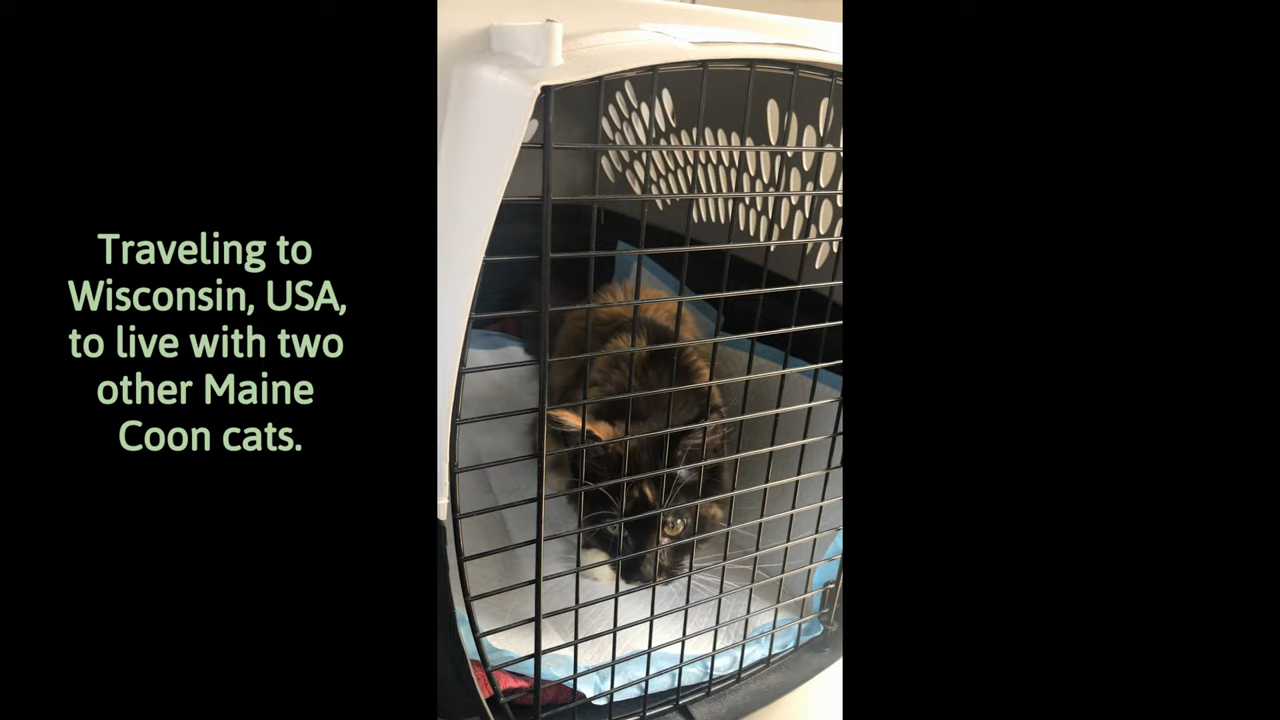 Traveling to
Wisconsin, USA,
to live with two
other Maine
Coon cats.